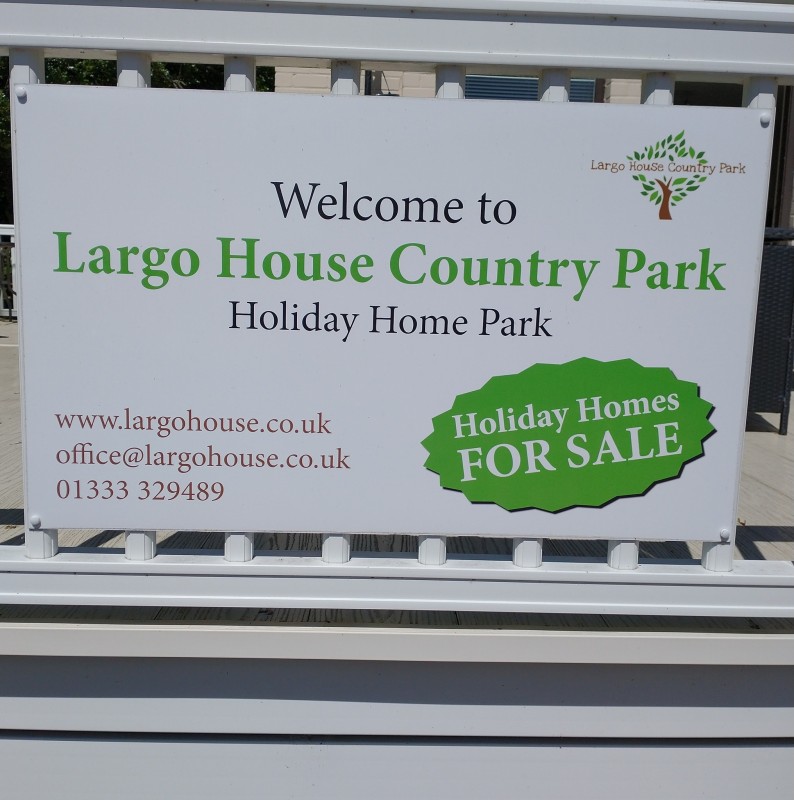 Largo House Country Park
Welcome to
Largo House Country Park
Holiday Home Park
www.largohouse.co.uk
office@largohouse.co.uk
01333 329489
Holiday Homes
FOR SALE